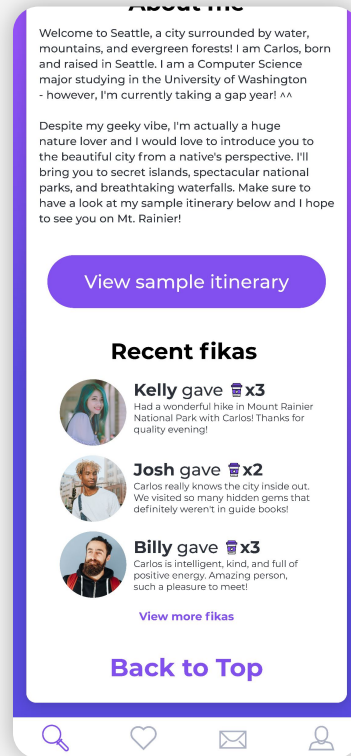 About me
Welcome to Seattle, a city surrounded by water,
mountains, and evergreen forests! I am Carlos, born
and raised in Seattle. I am a Computer Science
major studying in the University of Washington
- however, I'm currently taking a gap year! ^^
Despite my geeky vibe, I'm actually a huge
nature lover and I would love to introduce you to
the beautiful city from a native's perspective. I'll
bring you to secret islands, spectacular national
parks, and breathtaking waterfalls. Make sure to
have a look at my sample itinerary below and I hope
to see you on Mt. Rainier!
View sample itinerary
Recent fikas
Kelly gave x3
Had a wonderful hike in Mount Rainier
National Park with Carlos! Thanks for
quality evening!
Josh gave x2
Carlos really knows the city inside out.
We visited so many hidden gems that
definitely weren't in guide books!
Billy gave x3
Carlos is intelligent, kind, and full of
positive energy. Amazing person,
such a pleasure to meet!
View more fikas
Back to Top